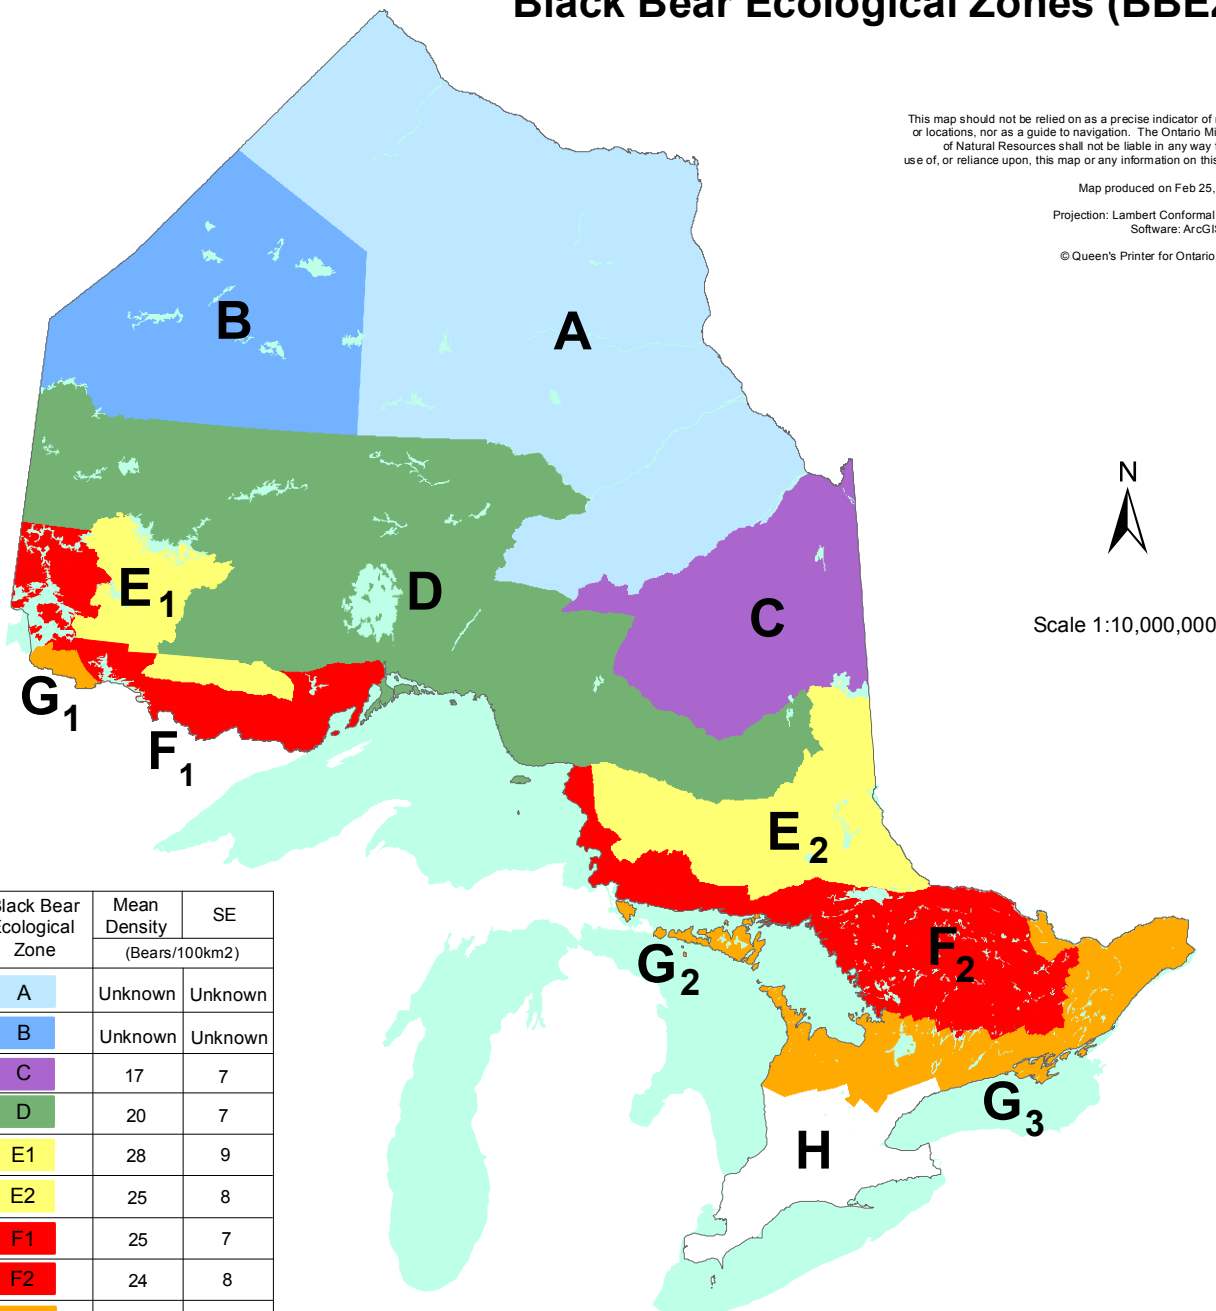 Black Bear Ecological Zones
This map should not be relied on as a precise indicator of
or locations, nor as a guide to navigation. The Ontario
of Natural Resources shall not be liable in any way
use of, or reliance upon, this map or any information on this
Map produced on Feb 25,
Projection: Lambert Conformal
Software:
© Queen's Printer for Ontario
B
A
N
Scale 1:10,000,000
E1
D
C
G1
F1
E2
F2
G2
G3
H
Black Bear
Ecological
Zone
Mean
Density
SE
(Bears/100km2)
A Unknown Unknown
B Unknown Unknown
C 17 7
D 20 7
E1 28 9
E2 25 8
F1 25 7
F2 24 8